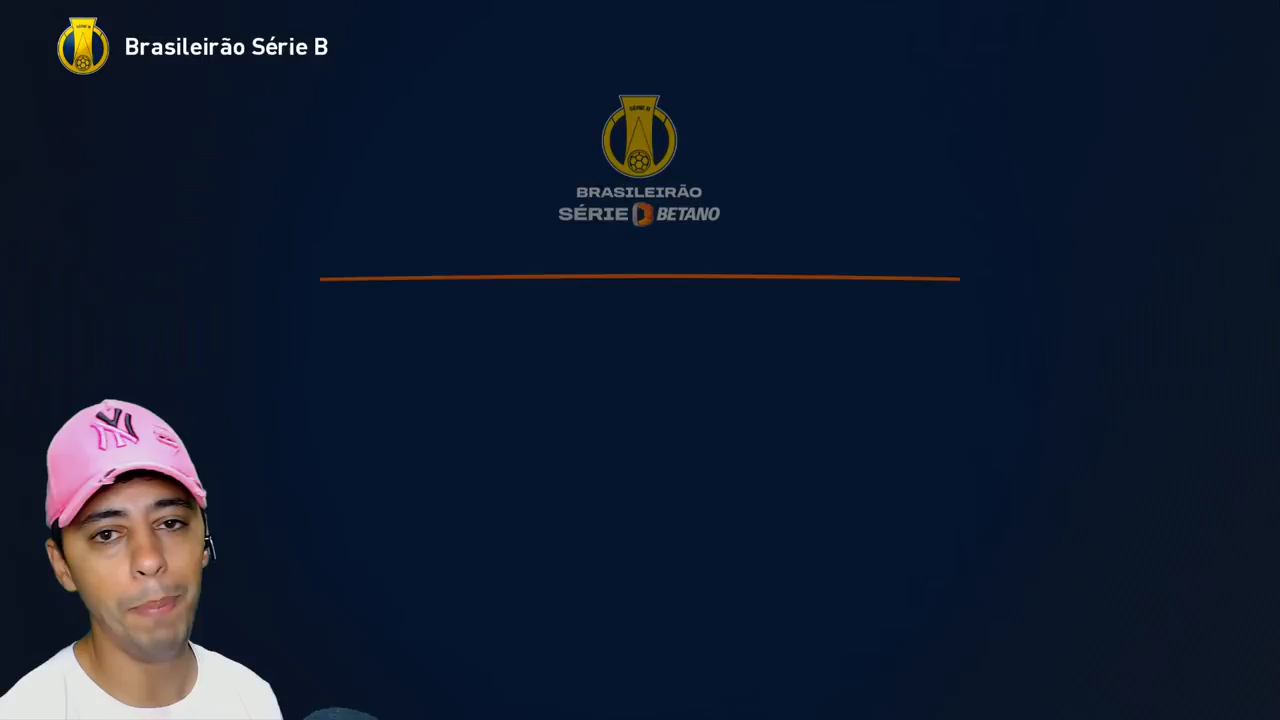 Brasileirão Série B
SÉRIE B
BRASILEIRÃO
SÉRIE B BETANO
NY